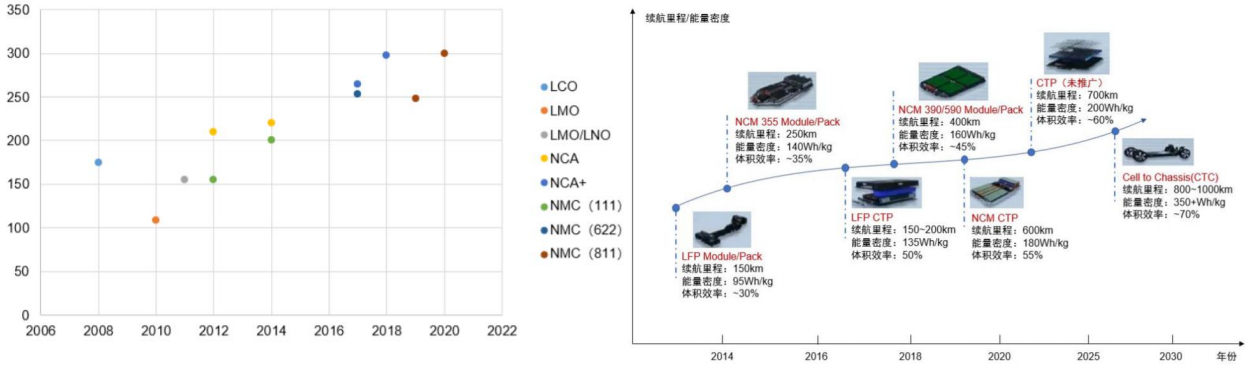 350
300
250
200
150
100
50
0
2006
2008
2010
2012
2014
2016
2018
2020
2022
LCO
LMO
LMO/LNO
NCA
NCA+
NMC（111）
NMC（622）
NMC（811）
续航里程/能量密度
LFP Module/Pack
续航里程：150km
能量密度：95Wh/kg
体积效率：~30%
NCM 355 Module/Pack
续航里程：250km
能量密度：140Wh/kg
体积效率：~35%
LFP CTP
续航里程：150~200km
能量密度：135Wh/kg
体积效率：50%
NCM 390/590 Module/Pack
续航里程：400km
能量密度：160Wh/kg
体积效率：~45%
NCM CTP
续航里程：600km
能量密度：180Wh/kg
体积效率：55%
CTP（未推广）
续航里程：700km
能量密度：200Wh/kg
体积效率：~60%
Cell to Chassis(CTC)
续航里程：800~1000km
能量密度：350+Wh/kg
体积效率：~70%
2014
2016
2018
2020
2025
2030
年份